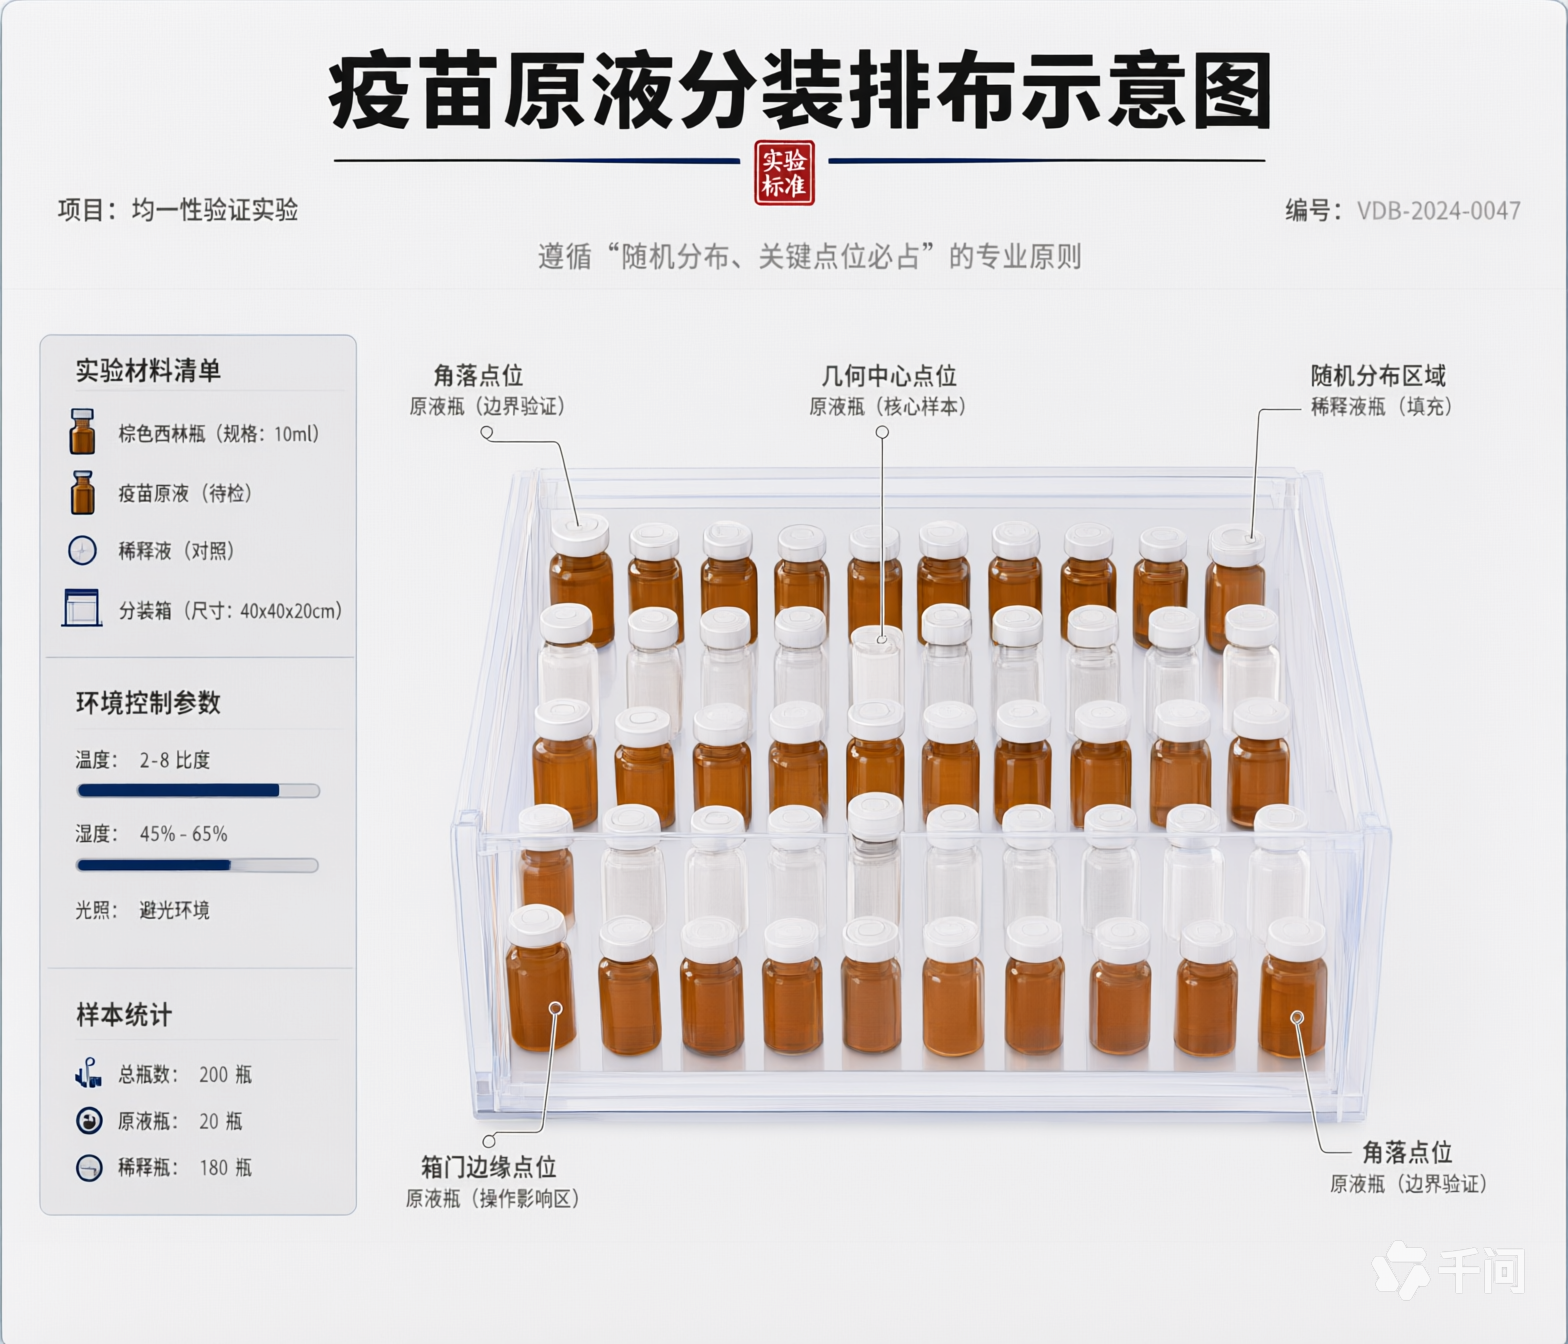 疫苗原液分装排布示意图
实验
标准
项目：均一性验证实验
编号：VDB-2024-0047
遵循“随机分布、关键点位必占”的专业原则
实验材料清单
棕色西林瓶（规格：10ml）
疫苗原液（待检）
稀释液（对照）
分装箱（尺寸：40x40x20cm）
环境控制参数
温度： 2-8 比度
湿度： 45% - 65%
光照： 避光环境
样本统计
总瓶数： 200 瓶
原液瓶： 20 瓶
稀释瓶： 180 瓶
角落点位
原液瓶（边界验证）
几何中心点位
原液瓶（核心样本）
随机分布区域
稀释液瓶（填充）
箱门边缘点位
原液瓶（操作影响区）
角落点位
原液瓶（边界验证）
千问